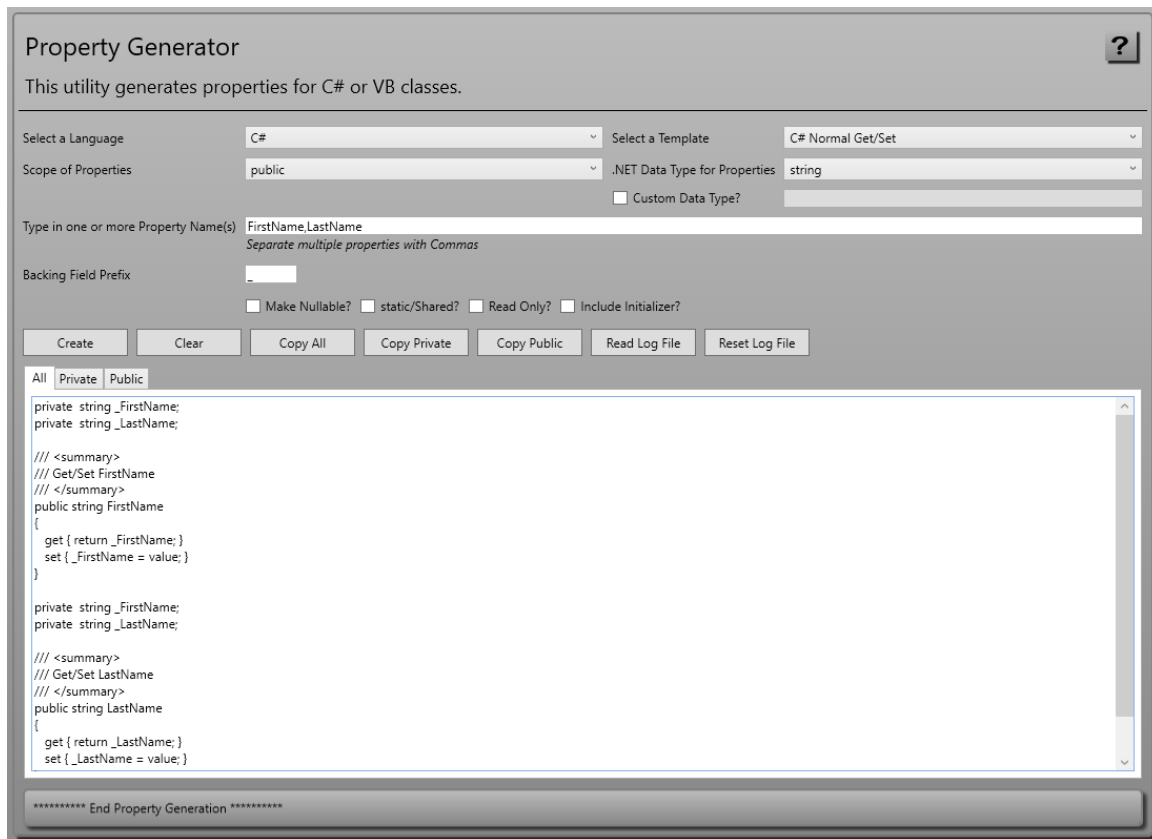 Property Generator
?
This utility generates properties for C# or VB classes.
Select a Language C# Select a Template C# Normal Get/Set
Scope of Properties public .NET Data Type for Properties string
Custom Data Type?
Type in one or more Property Name(s) FirstName,LastName
Separate multiple properties with Commas
Backing Field Prefix _
Make Nullable? static/Shared? Read Only? Include Initializer?
Create Clear Copy All Copy Private Copy Public Read Log File Reset Log File
All Private Public
private  string _FirstName;
private  string _LastName;
/// <summary>
/// Get/Set FirstName
/// </summary>
public string FirstName
{
get { return _FirstName; }
set { _FirstName = value; }
}
private  string _FirstName;
private  string _LastName;
/// <summary>
/// Get/Set LastName
/// </summary>
public string LastName
{
get { return _LastName; }
set { _LastName = value; }
********** End Property Generation **********